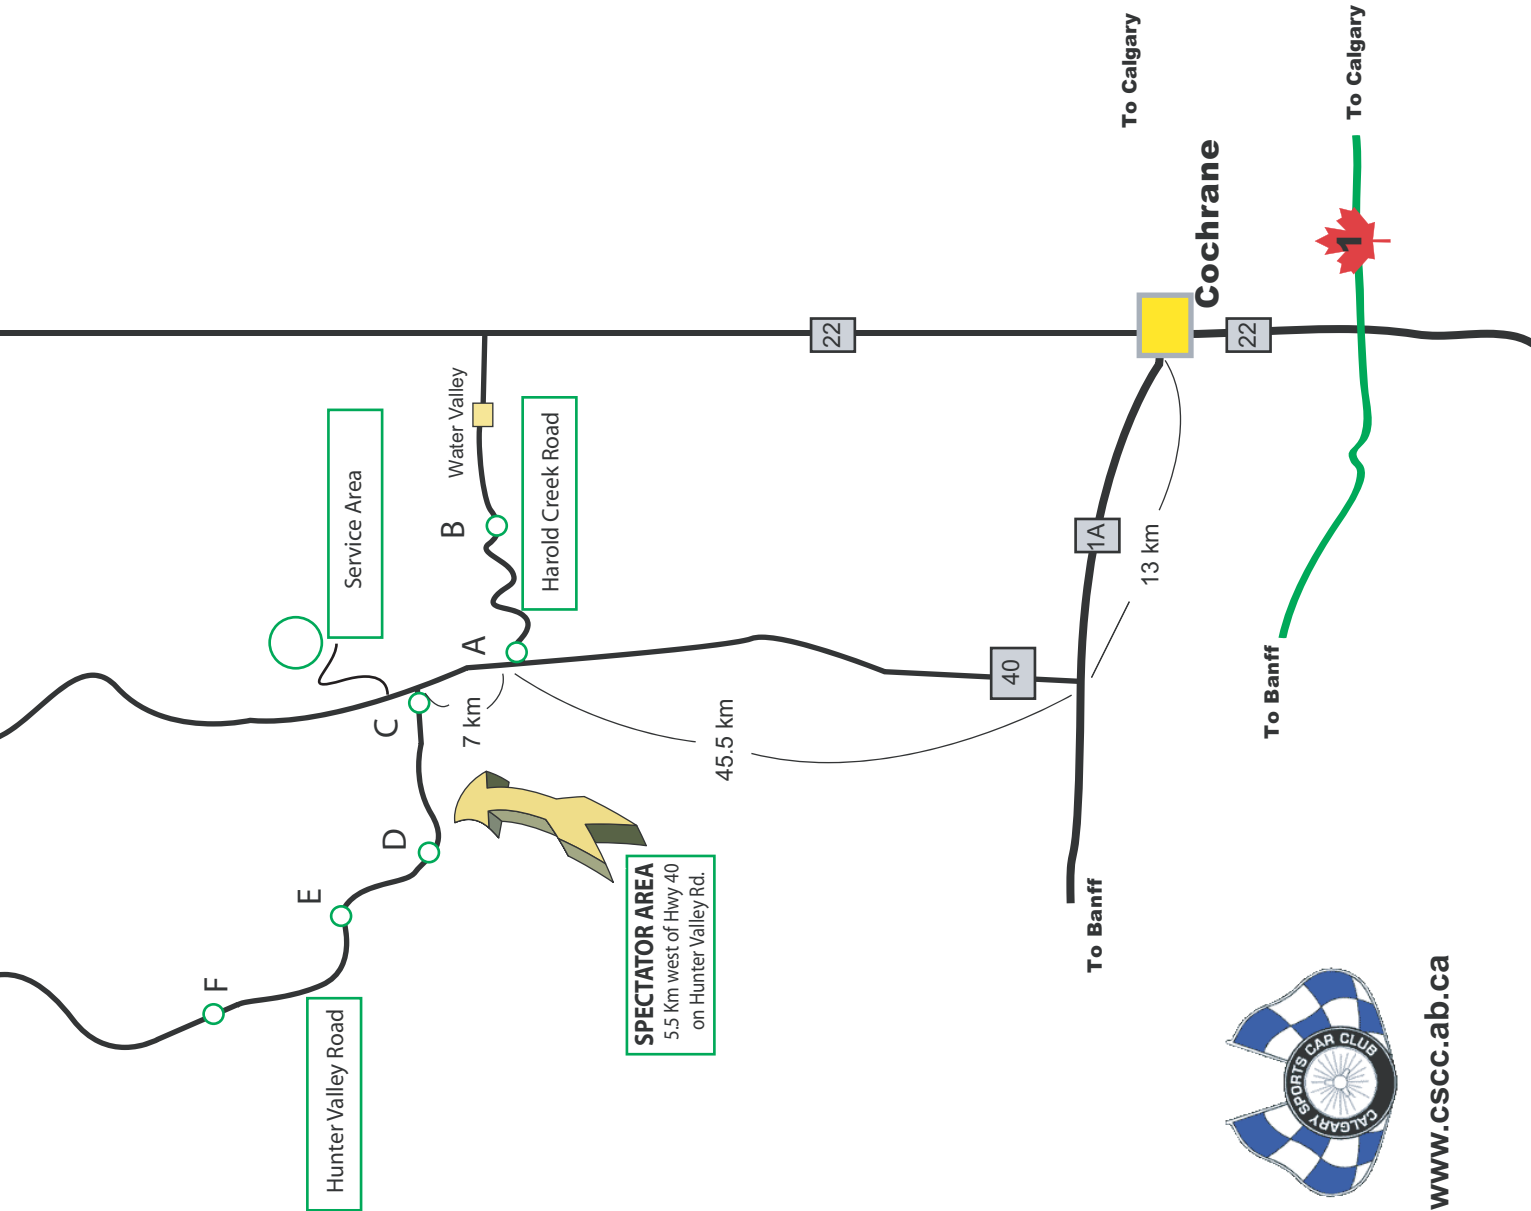 To Calgary
To Calgary
Cochrane
1
22
22
Water Valley
Service Area
Harold Creek Road
B
A
1A
13 km
40
To Banff
C
7 km
45.5 km
D
E
F
SPECTATOR AREA
5.5 Km west of Hwy 40
on Hunter Valley Rd.
To Banff
Hunter Valley Road
CALGARY SPORTS CAR CLUB
www.cscc.ab.ca